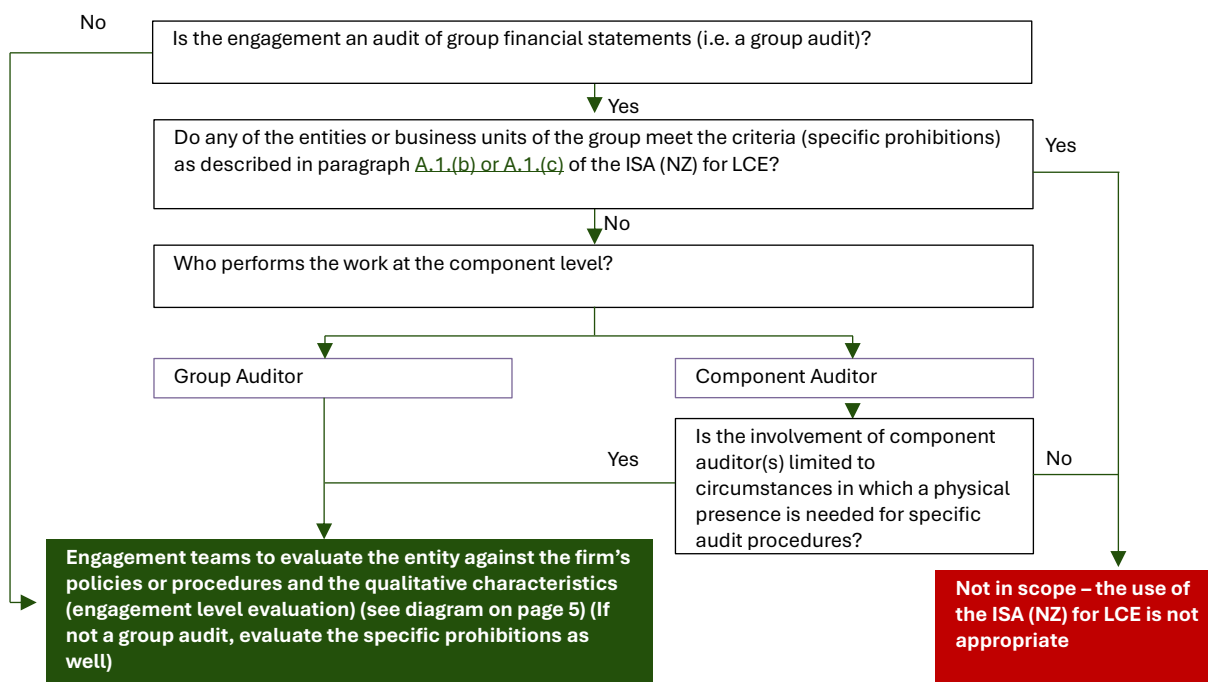 No
Is the engagement an audit of group financial statements (i.e. a group audit)?
Yes
Do any of the entities or business units of the group meet the criteria (specific prohibitions)
as described in paragraph A.1.(b) or A.1.(c) of the ISA (NZ) for LCE?
Yes
No
Who performs the work at the component level?
Group Auditor
Component Auditor
Is the involvement of component
auditor(s) limited to
circumstances in which a physical
presence is needed for specific
audit procedures?
Yes
No
Engagement teams to evaluate the entity against the firm’s
policies or procedures and the qualitative characteristics
(engagement level evaluation) (see diagram on page 5) (If
not a group audit, evaluate the specific prohibitions as
well)
Not in scope – the use of
the ISA (NZ) for LCE is not
appropriate